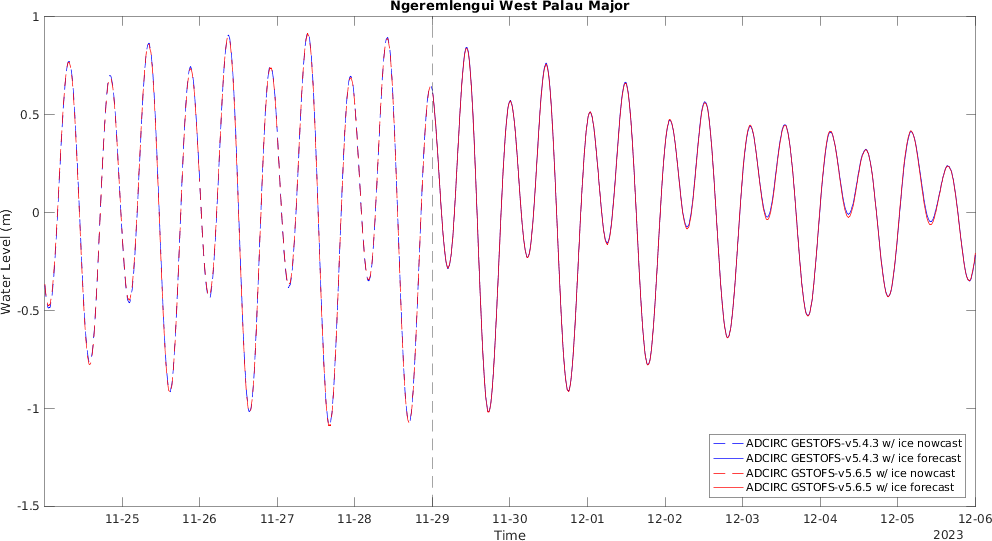 Ngeremlengui West Palau Major
1
0.5
0
-0.5
-1
-1.5
Water Level (m)
11-25 11-26 11-27 11-28 11-29 11-30 12-01 12-02 12-03 12-04 12-05 12-06
Time
2023
ADCIRC GESTOFS-v5.4.3 w/ ice nowcast
ADCIRC GESTOFS-v5.4.3 w/ ice forecast
ADCIRC GSTOFS-v5.6.5 w/ ice nowcast
ADCIRC GSTOFS-v5.6.5 w/ ice forecast